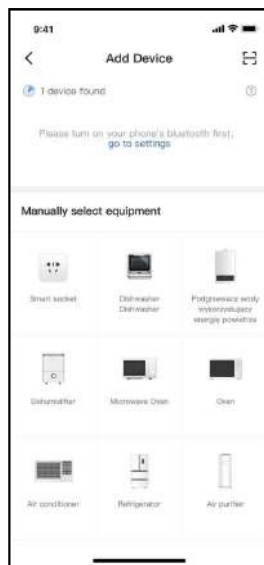 9:41
Add Device
1 device found
Please turn on your phone's bluetooth first,
go to settings
Manually select equipment
Smart socket
Dishwasher
Dishwasher
Podgrzewacz wody
wykorzystujący
energię powietrza
Dehumidifier
Microwave Oven
Oven
Air conditioner
Refrigerator
Air purifier